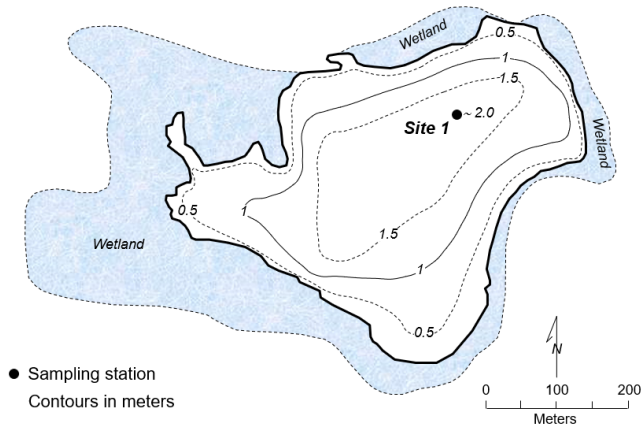 Wetland
0.5
1
1.5
~ 2.0
Site 1
Wetland
0.5
1
1.5
Wetland
1
0.5
N
Sampling station
Contours in meters
0 100 200
Meters